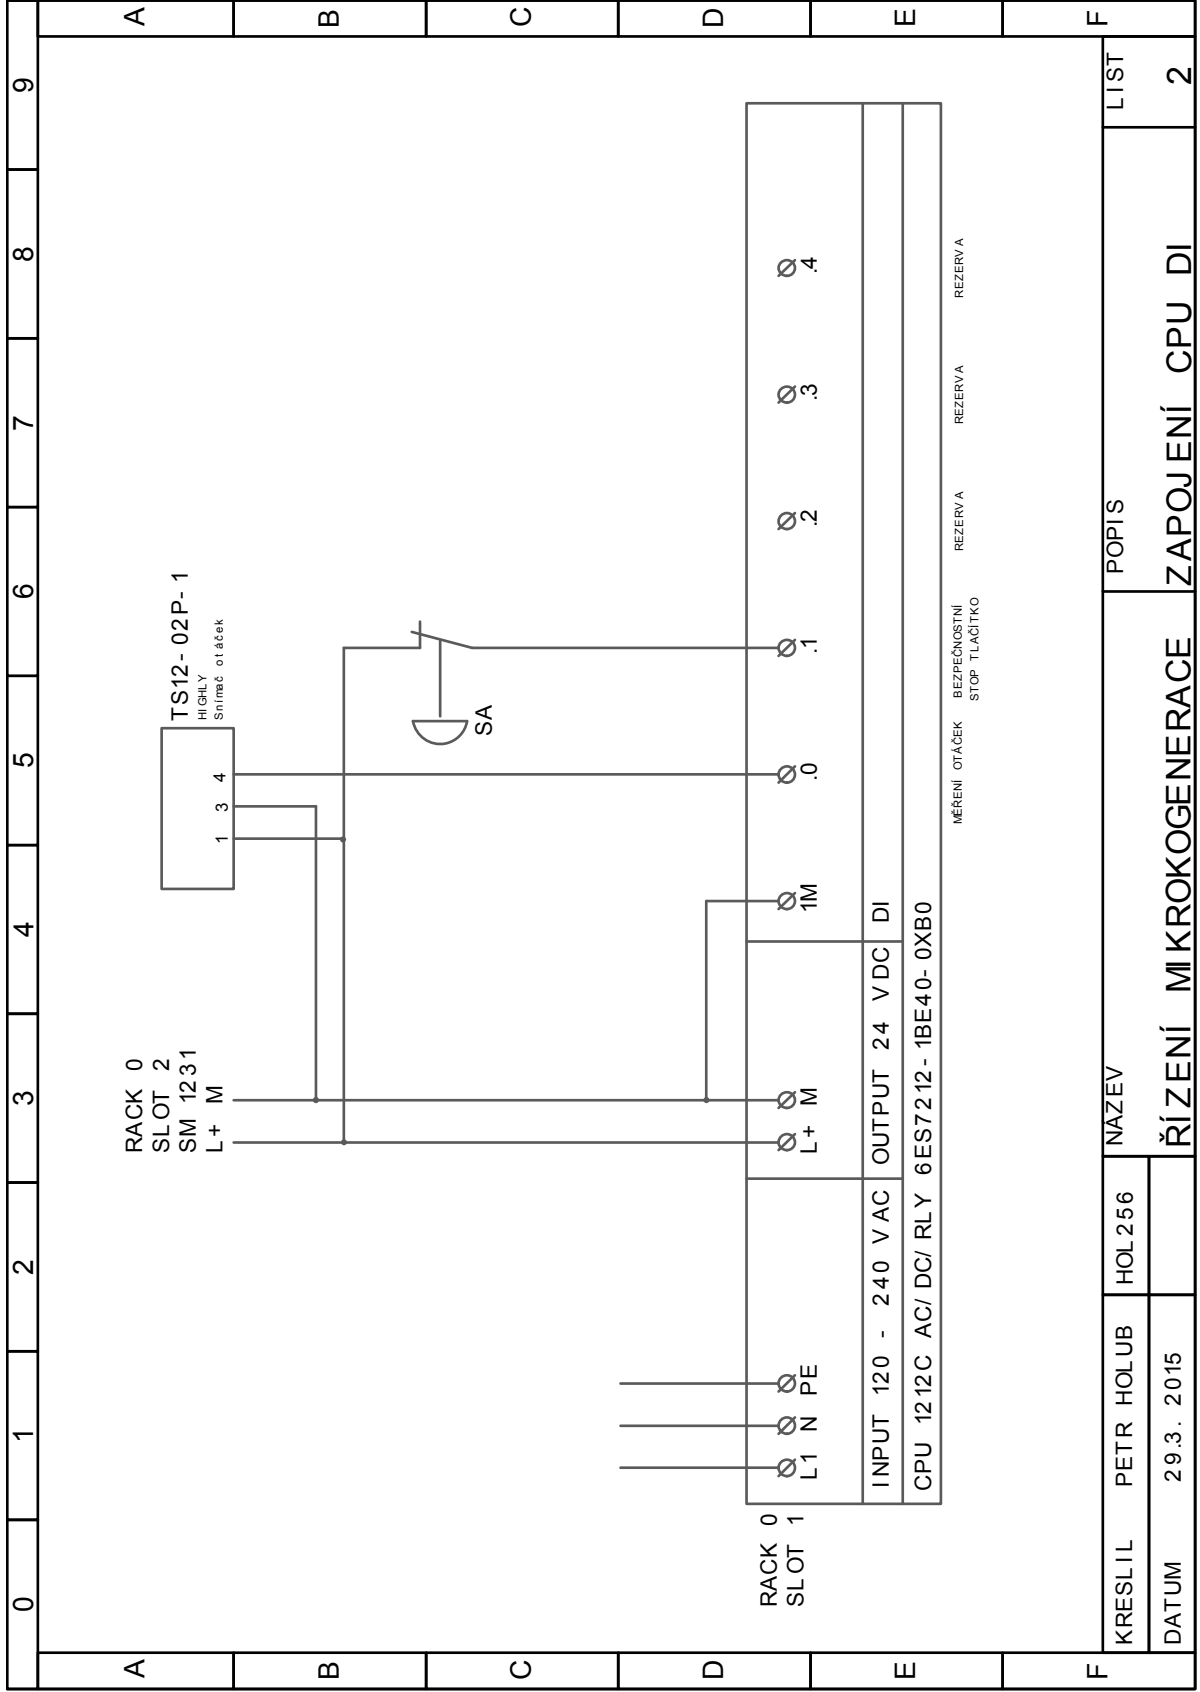 0 1 2 3 4 5 6 7 8 9
A A
B B
C C
D D
E E
F F
RACK 0
SLOT 2
SM 1231
L+ M
TS12-02P-1
HIGHLY
Snímač otáček
1 3 4
SA
RACK 0
SLOT 1
L1 N PE L+ M 1M .0 .1 .2 .3 .4
INPUT 120 - 240 VAC OUTPUT 24 VDC DI
CPU 1212C AC/DC/RLY 6ES7212-1BE40-0XB0
MĚŘENÍ OTÁČEK
BEZPEČNOSTNÍ
STOP TLAČÍTKO
REZERVA
REZERVA
REZERVA
KRESLIL PETR HOLUB HOL256
DATUM 29.3. 2015
NÁZEV
ŘÍZENÍ MIKROKOGENERACE
POPIS
ZAPOJENÍ CPU DI
LIST
2